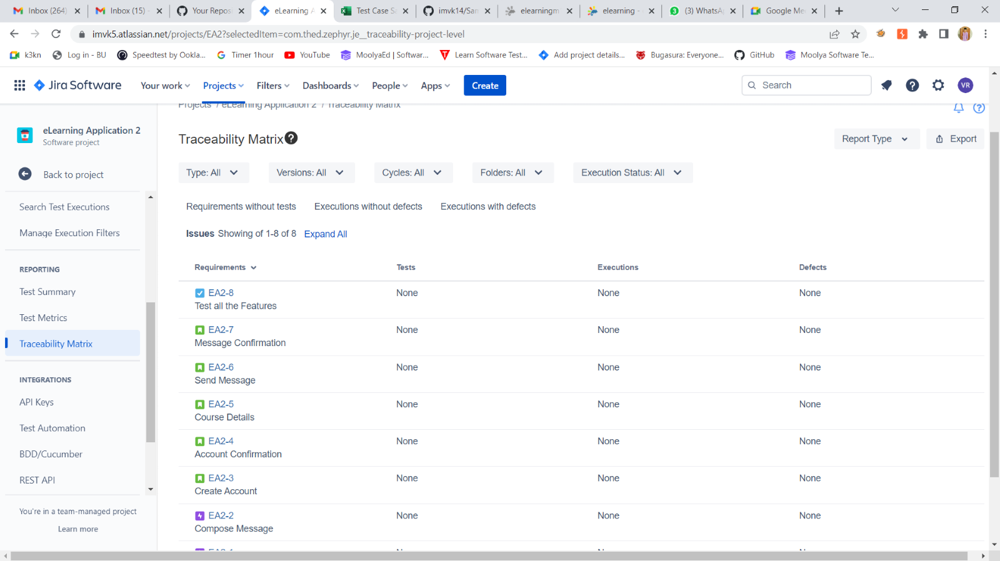 Inbox (264)
Inbox (15) -
Your Reposi
eLearning A
Test Case Sa
imvk14/San
elearningm
elearning -
(3) WhatsAp
Google Me
imvk5.atlassian.net/projects/EA2?selectedItem=com.thed.zephyr.je__traceability-project-level
k3kn
Log in - BU
Speedtest by Ookla...
Timer 1hour
YouTube
MoolyaEd | Softwar...
Learn Software Test...
Add project details...
Bugasura: Everyone...
GitHub
Moolya Software Te...
Jira Software
Your work
Projects
Filters
Dashboards
People
Apps
Create
Search
VR
Projects / eLearning Application 2 / Traceability Matrix
eLearning Application 2
Software project
Back to project
Search Test Executions
Manage Execution Filters
REPORTING
Test Summary
Test Metrics
Traceability Matrix
INTEGRATIONS
API Keys
Test Automation
BDD/Cucumber
REST API
You're in a team-managed project
Learn more
Traceability Matrix
Report Type
Export
Type: All
Versions: All
Cycles: All
Folders: All
Execution Status: All
Requirements without tests
Executions without defects
Executions with defects
Issues Showing of 1-8 of 8 Expand All
Requirements Tests Executions Defects
EA2-8 None None None
Test all the Features
EA2-7 None None None
Message Confirmation
EA2-6 None None None
Send Message
EA2-5 None None None
Course Details
EA2-4 None None None
Account Confirmation
EA2-3 None None None
Create Account
EA2-2 None None None
Compose Message